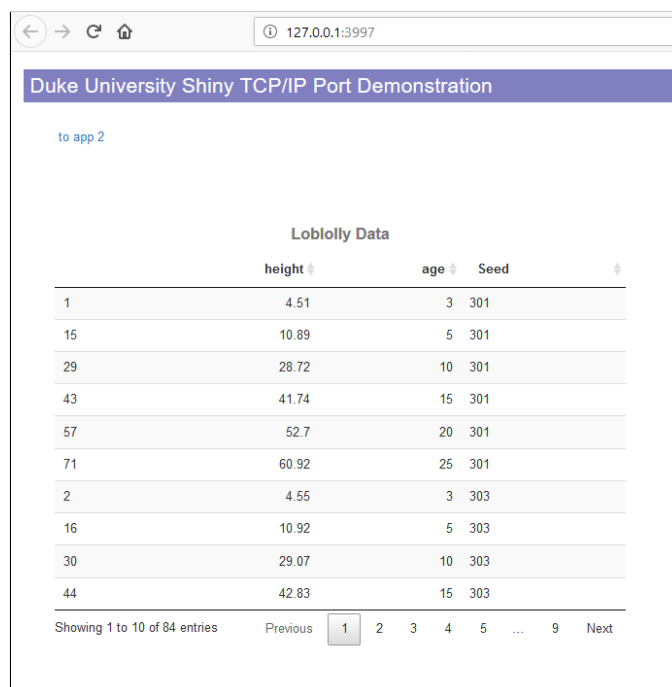 127.0.0.1:3997
Duke University Shiny TCP/IP Port Demonstration
to app 2
Loblolly Data
height age Seed
1 4.51 3 301
15 10.89 5 301
29 28.72 10 301
43 41.74 15 301
57 52.7 20 301
71 60.92 25 301
2 4.55 3 303
16 10.92 5 303
30 29.07 10 303
44 42.83 15 303
Showing 1 to 10 of 84 entries Previous 1 2 3 4 5 ... 9 Next